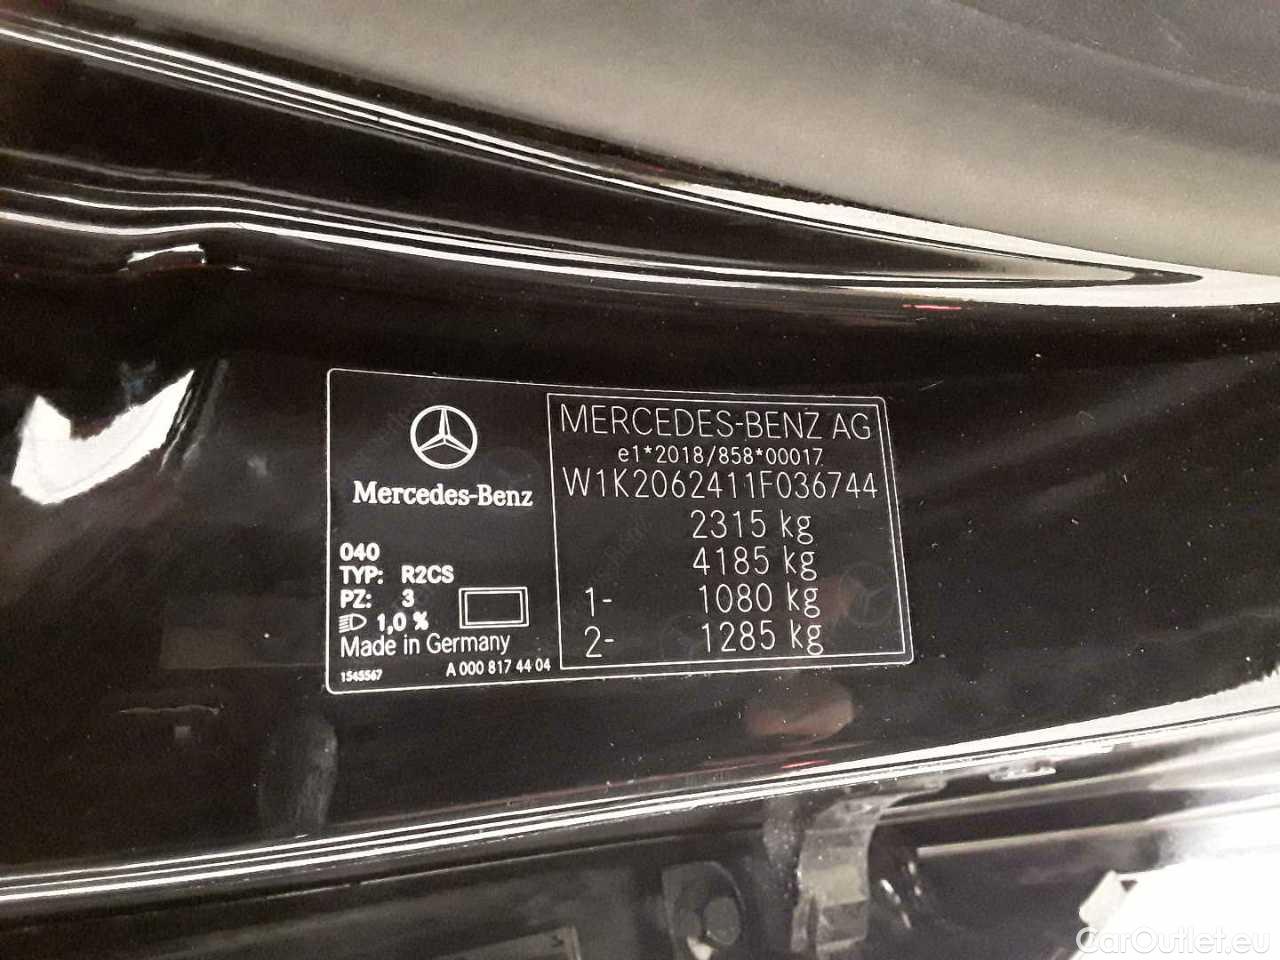 Mercedes-Benz
040
TYP: R2CS
PZ: 3
1,0 %
Made in Germany
1545567
A 000 817 44 04
MERCEDES-BENZ AG
e1*2018/858*00017
W1K2062411F036744
2315 kg
4185 kg
1- 1080 kg
2- 1285 kg
CarOutlet.eu